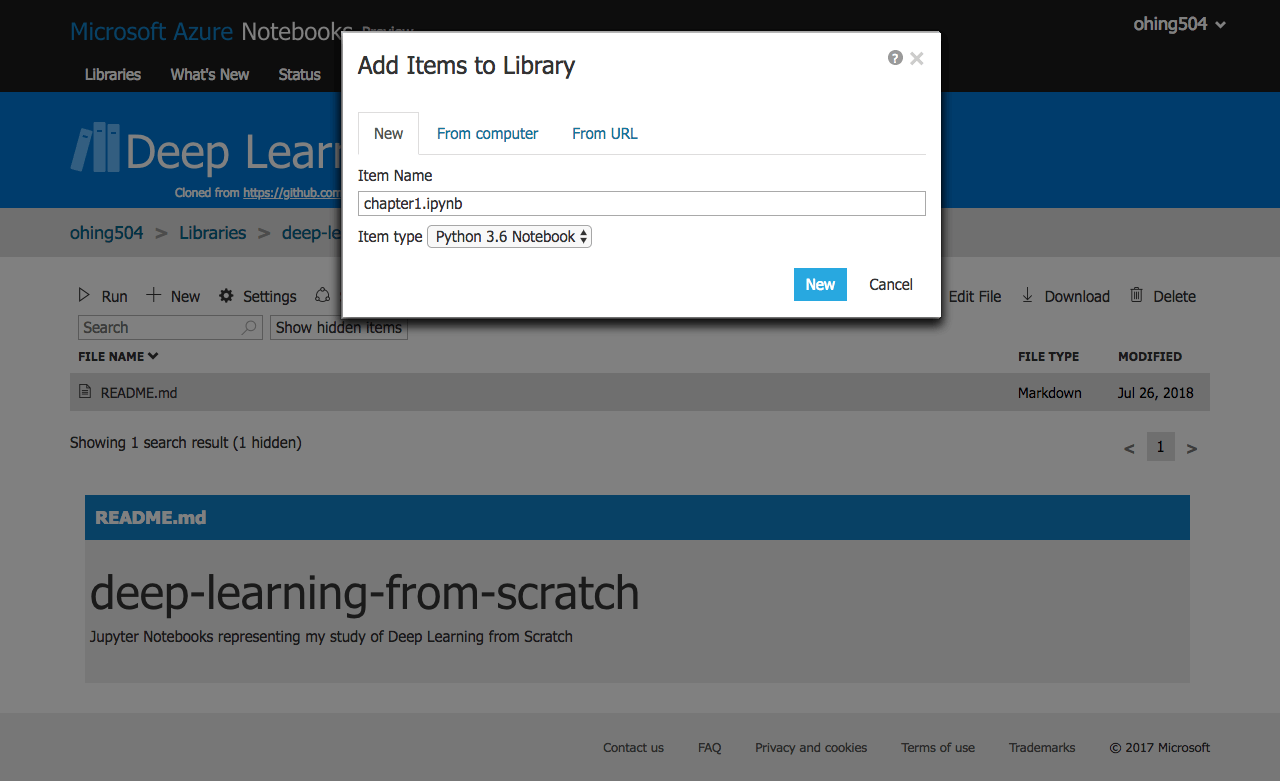 Microsoft Azure Notebooks Preview
ohing504
Libraries What's New Status
Add Items to Library
New From computer From URL
Item Name
chapter1.ipynb
Item type Python 3.6 Notebook
New Cancel
Deep Lear
Cloned from https://github.com
ohing504 > Libraries > deep-le
Run New Settings Edit File Download Delete
Search Show hidden items
FILE NAME FILE TYPE MODIFIED
README.md Markdown Jul 26, 2018
Showing 1 search result (1 hidden) < 1 >
README.md
deep-learning-from-scratch
Jupyter Notebooks representing my study of Deep Learning from Scratch
Contact us FAQ Privacy and cookies Terms of use Trademarks © 2017 Microsoft